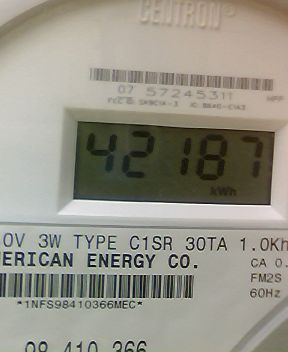 CENTRON®
07 57245311
42187
kWh
0V 3W TYPE C1SR 30TA 1.0Kh
ERICAN ENERGY CO.
CA 0.
FM2S
60Hz
*1NFS98410366MEC*
98 410 366